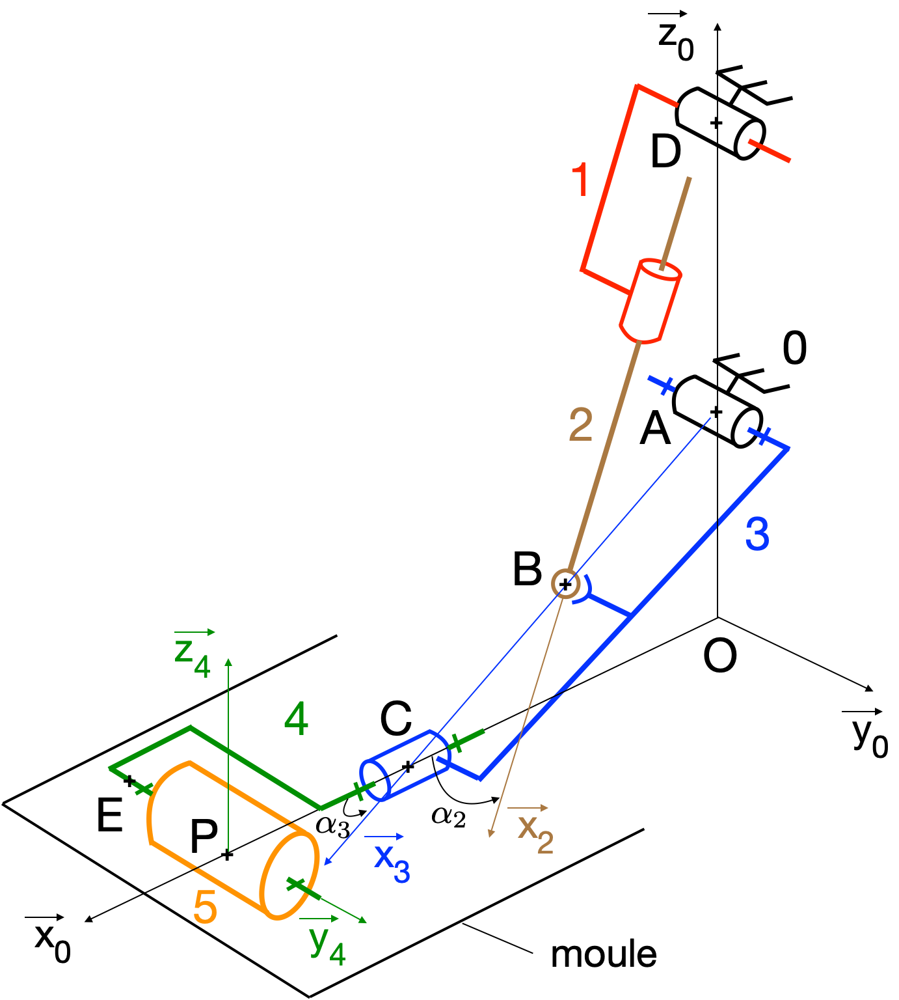 z₀
D
1
0
A
2
3
B
O
z₄
4
C
y₀
E
α₃
α₂
P
x₂
x₃
5
x₀
y₄
moule